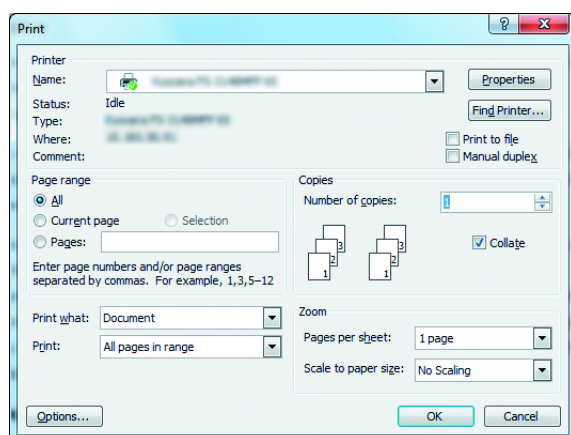 Print
Printer
Name:
Properties
Status: Idle
Find Printer...
Type:
Where:
Print to file
Comment:
Manual duplex
Page range
All
Current page Selection
Pages:
Enter page numbers and/or page ranges
separated by commas. For example, 1,3,5–12
Copies
Number of copies: 1
3 3
2 2
1 1
Collate
Print what: Document
Print: All pages in range
Zoom
Pages per sheet: 1 page
Scale to paper size: No Scaling
Options... OK Cancel